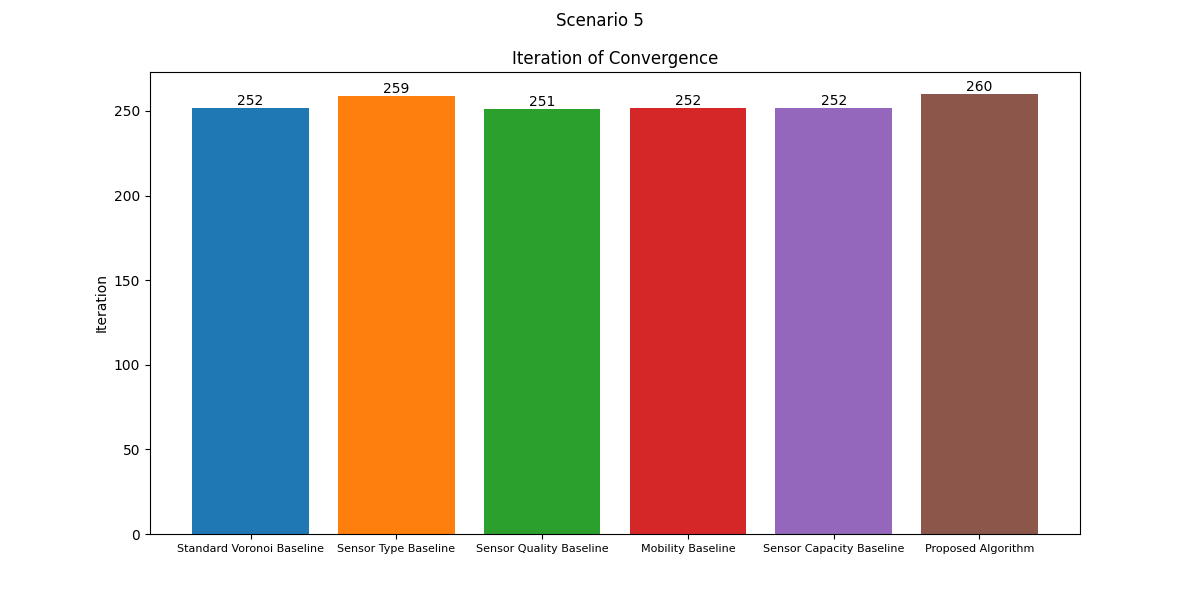 Scenario 5
Iteration of Convergence
252
259
251
252
252
260
Iteration
250
200
150
100
50
0
Standard Voronoi Baseline
Sensor Type Baseline
Sensor Quality Baseline
Mobility Baseline
Sensor Capacity Baseline
Proposed Algorithm